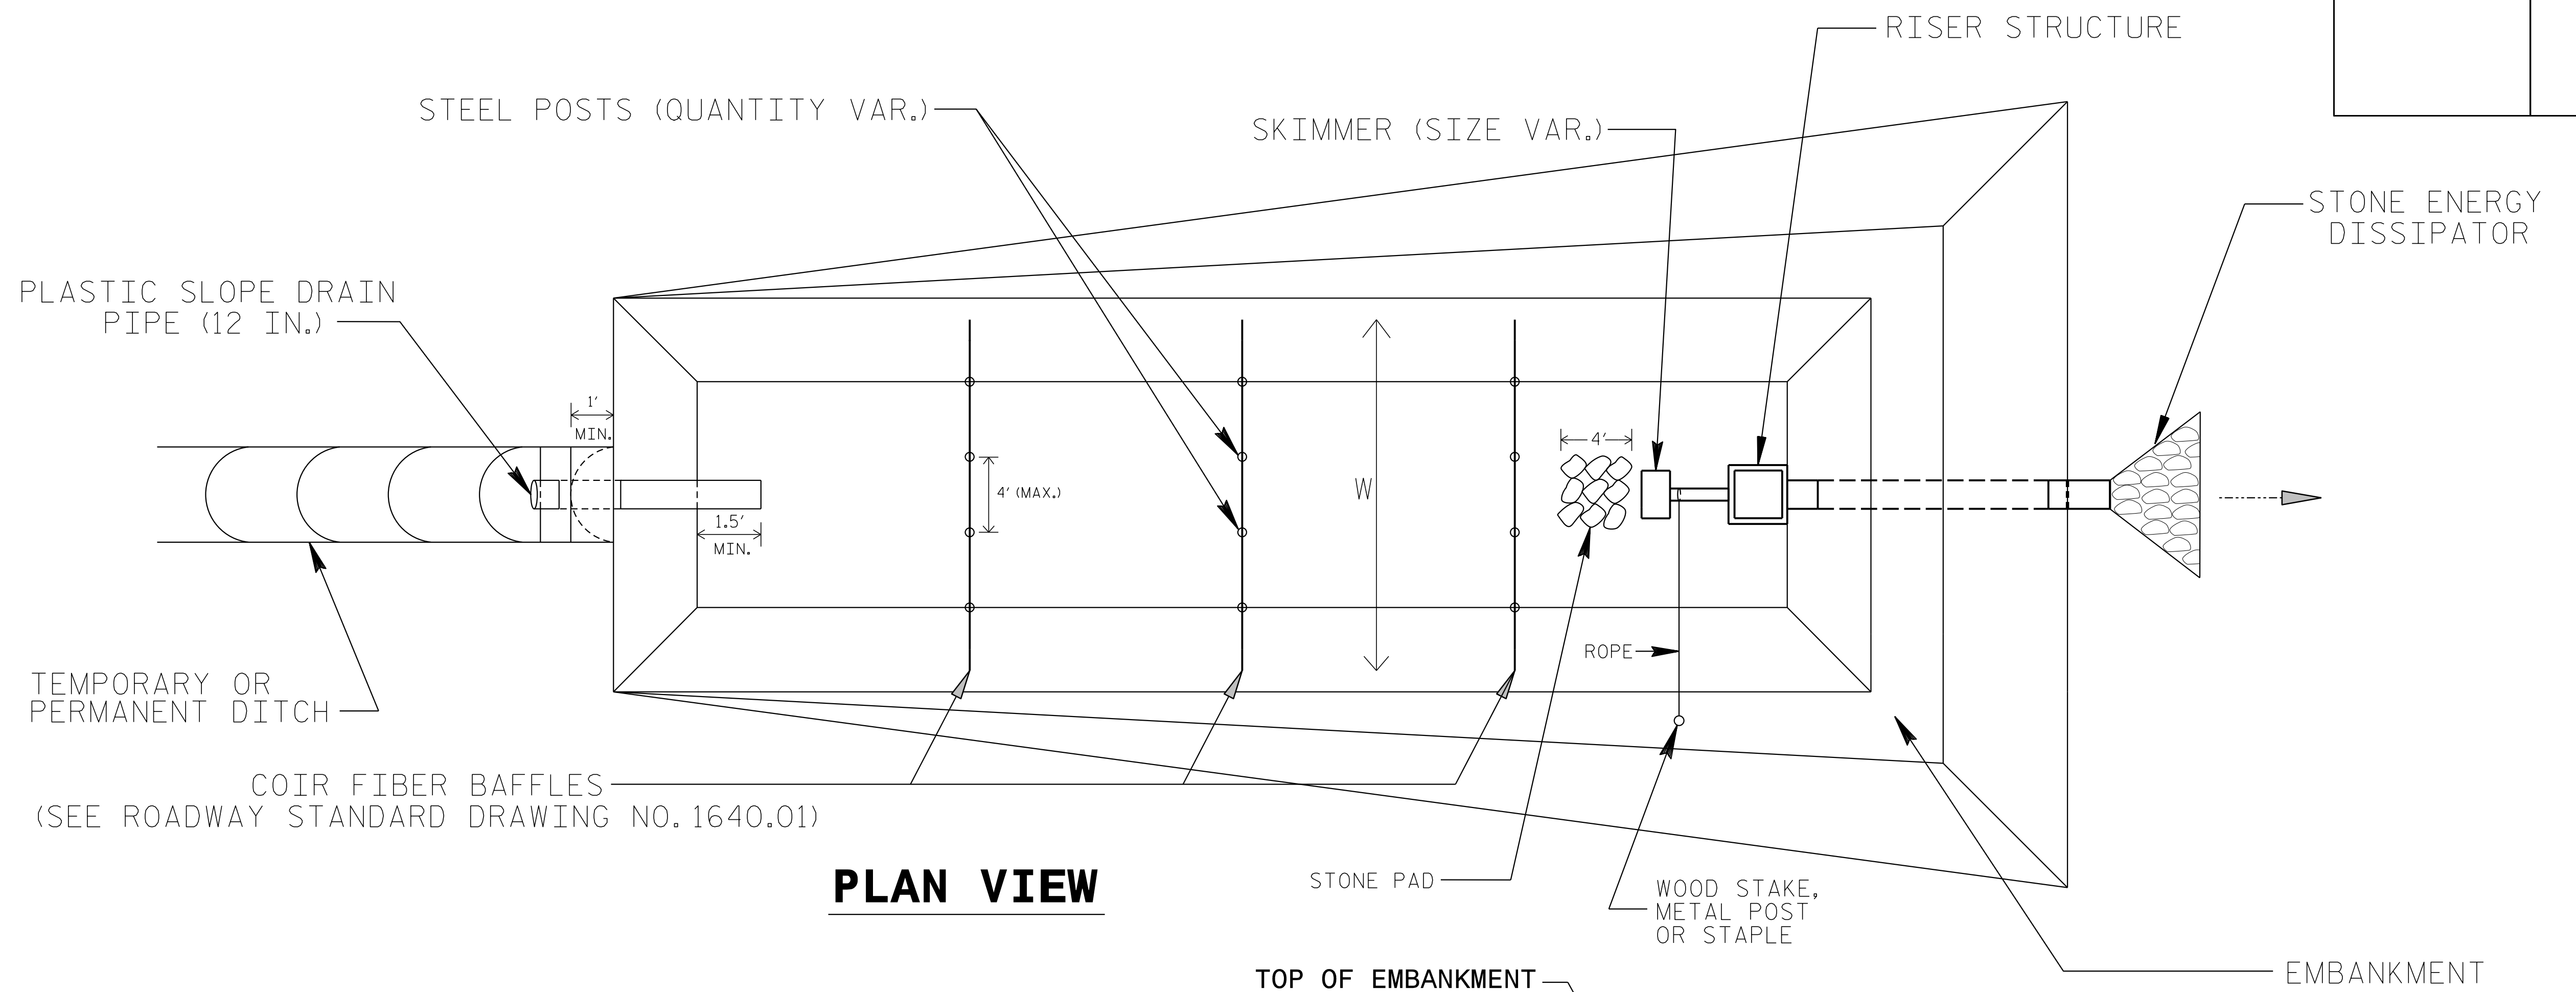 RISER STRUCTURE
STEEL POSTS (QUANTITY VAR.)
SKIMMER (SIZE VAR.)
STONE ENERGY
DISSIPATOR
PLASTIC SLOPE DRAIN
PIPE (12 IN.)
1'
MIN.
4'
4' (MAX.)
W
1.5'
MIN.
ROPE
TEMPORARY OR
PERMANENT DITCH
COIR FIBER BAFFLES
(SEE ROADWAY STANDARD DRAWING NO. 1640.01)
PLAN VIEW
STONE PAD
WOOD STAKE,
METAL POST
OR STAPLE
EMBANKMENT
TOP OF EMBANKMENT